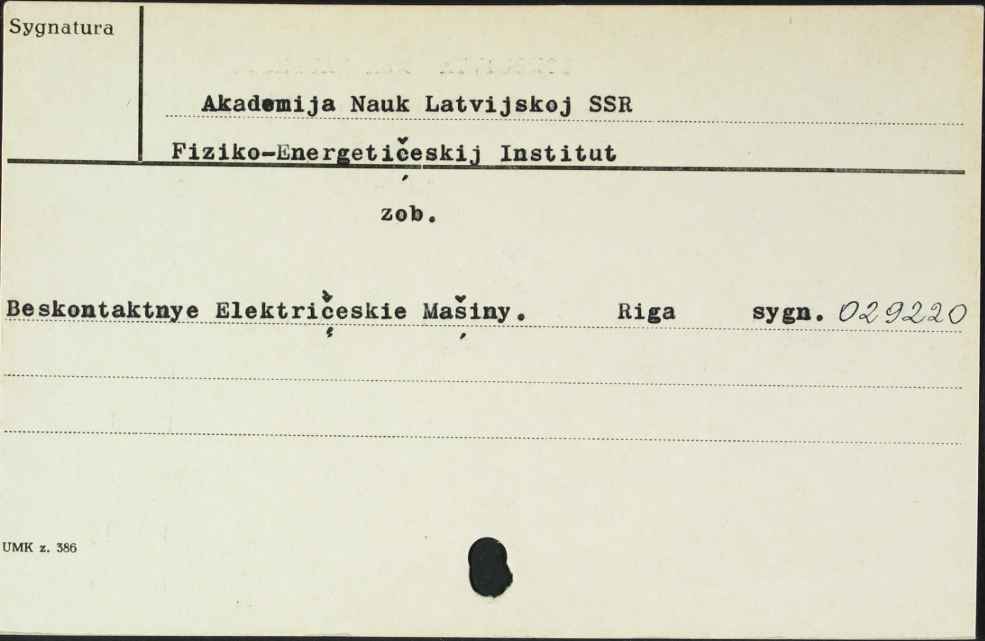 Sygnatura
Akademija Nauk Latvijskoj SSR
Fiziko-Energetičeskij Institut
zob.
Beskontaktnye Električeskie Mašiny. Riga sygn. 029220
UMK z. 386